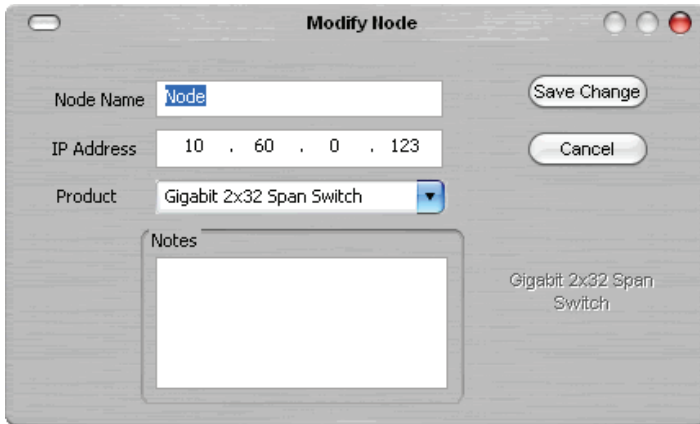 Modify Node
Node Name Node Save Change
IP Address 10 . 60 . 0 . 123 Cancel
Product Gigabit 2x32 Span Switch
Notes
Gigabit 2x32 Span
Switch